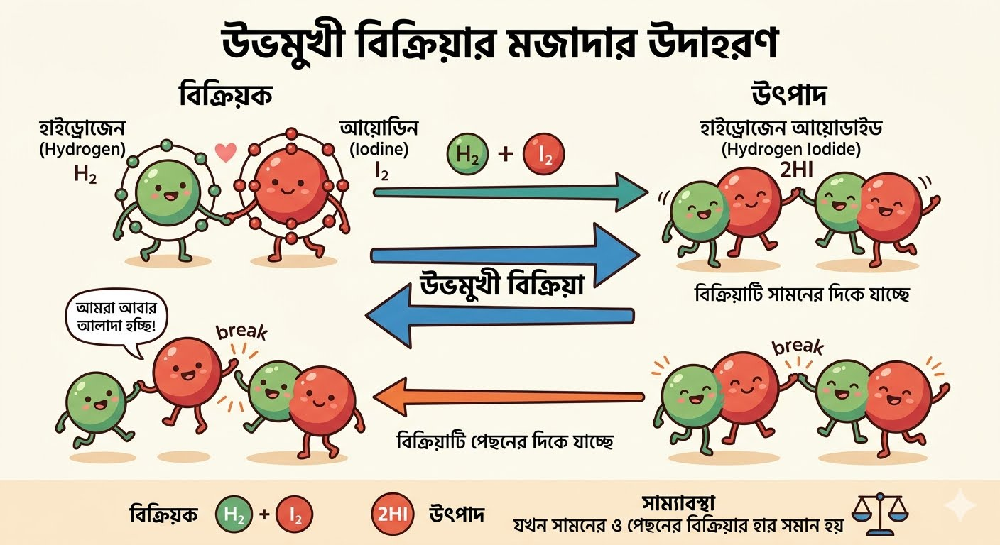 উভমুখী বিক্রিয়ার মজাদার উদাহরণ
বিক্রিয়ক
হাইড্রোজেন
(Hydrogen)
H₂
আয়োডিন
(Iodine)
I₂
H₂ + I₂
উৎপাদ
হাইড্রোজেন আয়োডাইড
(Hydrogen Iodide)
2HI
উভমুখী বিক্রিয়া
বিক্রিয়াটি সামনের দিকে যাচ্ছে
আমরা আবার
আলাদা হচ্ছি!
break
break
বিক্রিয়াটি পেছনের দিকে যাচ্ছে
বিক্রিয়ক H₂ + I₂
2HI উৎপাদ
সাম্যাবস্থা
যখন সামনের ও পেছনের বিক্রিয়ার হার সমান হয়